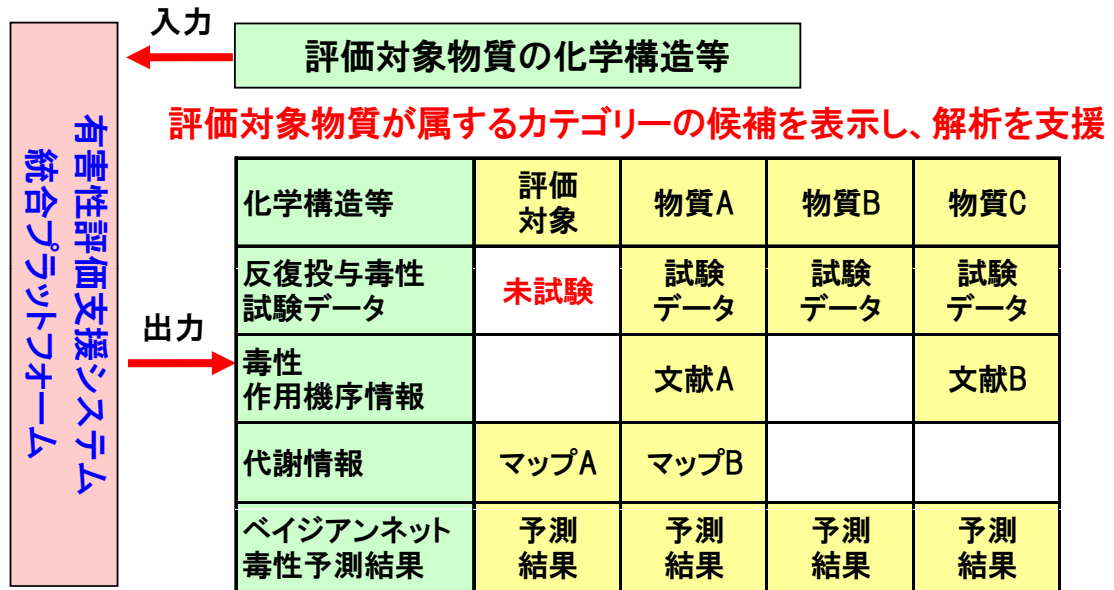 入力
評価対象物質の化学構造等
評価対象物質が属するカテゴリーの候補を表示し、解析を支援
有害性評価支援システム
統合プラットフォーム
出力
化学構造等
評価
対象
物質A
物質B
物質C
反復投与毒性
試験データ
未試験
試験
データ
試験
データ
試験
データ
毒性
作用機序情報
文献A
文献B
代謝情報
マップA
マップB
ベイジアンネット
毒性予測結果
予測
結果
予測
結果
予測
結果
予測
結果